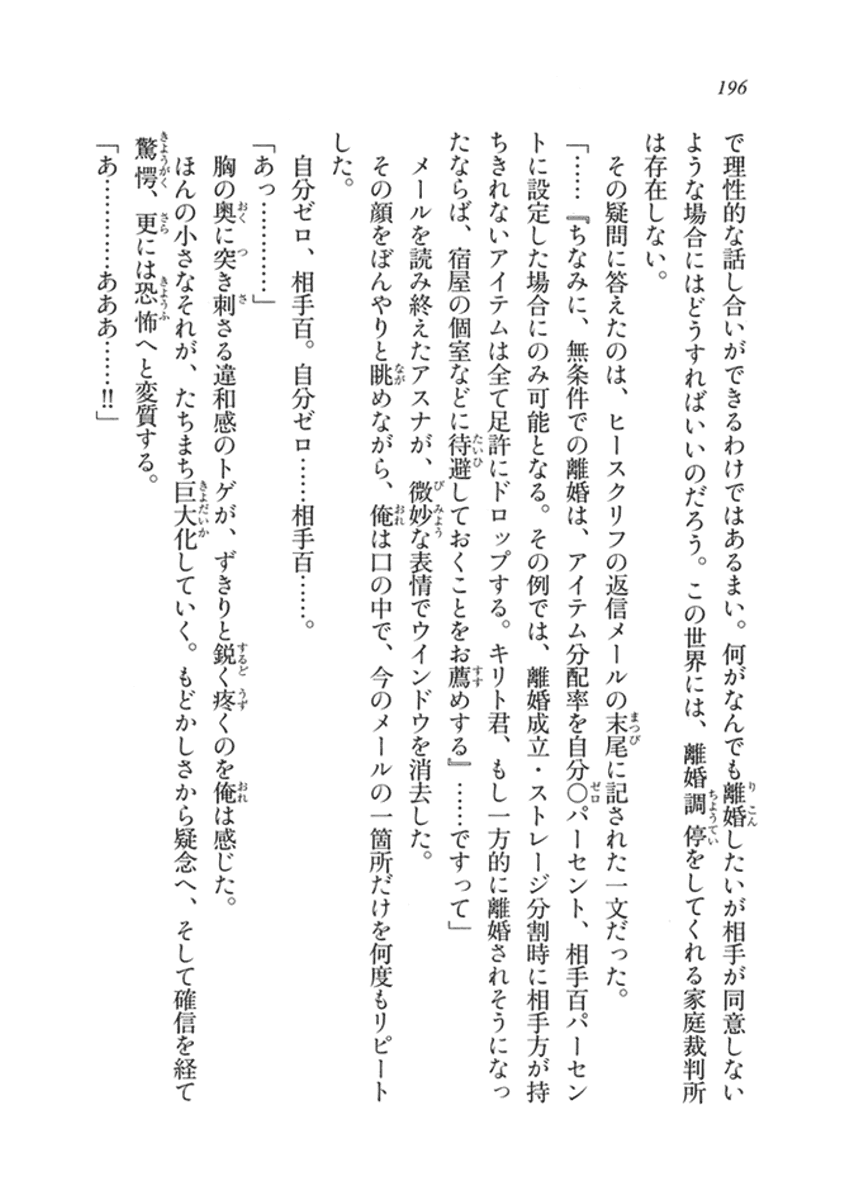 196
で理性的な話し合いができるわけではあるまい。何がなんでも離婚したいが相手が同意しない
ような場合にはどうすればいいのだろう。この世界には、離婚調停をしてくれる家庭裁判所
は存在しない。
その疑問に答えたのは、ヒースクリフの返信メールの末尾に記された一文だった。
「……『ちなみに、無条件での離婚は、アイテム分配率を自分〇パーセント、相手百パーセン
トに設定した場合にのみ可能となる。その例では、離婚成立・ストレージ分割時に相手方が持
ちきれないアイテムは全て足許にドロップする。キリト君、もし一方的に離婚されそうになっ
たならば、宿屋の個室などに待避しておくことをお薦めする』……ですって」
メールを読み終えたアスナが、微妙な表情でウインドウを消去した。
その顔をぼんやりと眺めながら、俺は口の中で、今のメールの一箇所だけを何度もリピート
した。
自分ゼロ、相手百。自分ゼロ……相手百……。
「あっ…………」
胸の奥に突き刺さる違和感のトゲが、ずきりと鋭く疼くのを俺は感じた。
ほんの小さなそれが、たちまち巨大化していく。もどかしさから疑念へ、そして確信を経て
驚愕、更には恐怖へと変質する。
「あ…………あああ……!!」